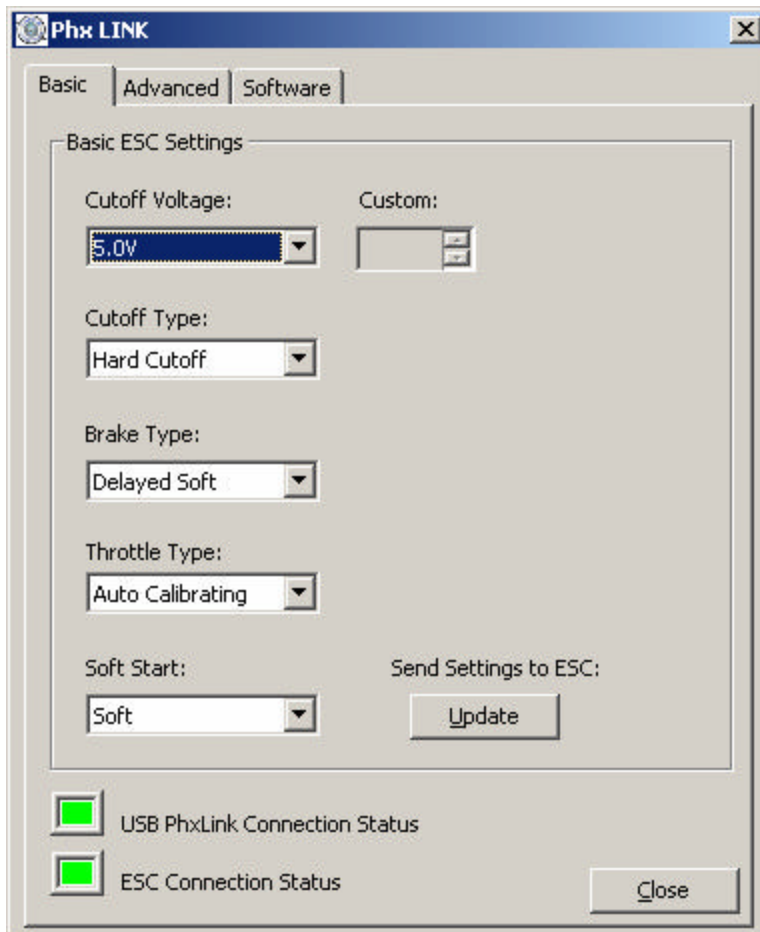 Phx LINK
Basic Advanced Software
Basic ESC Settings
Cutoff Voltage: Custom:
5.0V
Cutoff Type:
Hard Cutoff
Brake Type:
Delayed Soft
Throttle Type:
Auto Calibrating
Soft Start: Send Settings to ESC:
Soft Update
USB PhxLink Connection Status
ESC Connection Status
Close